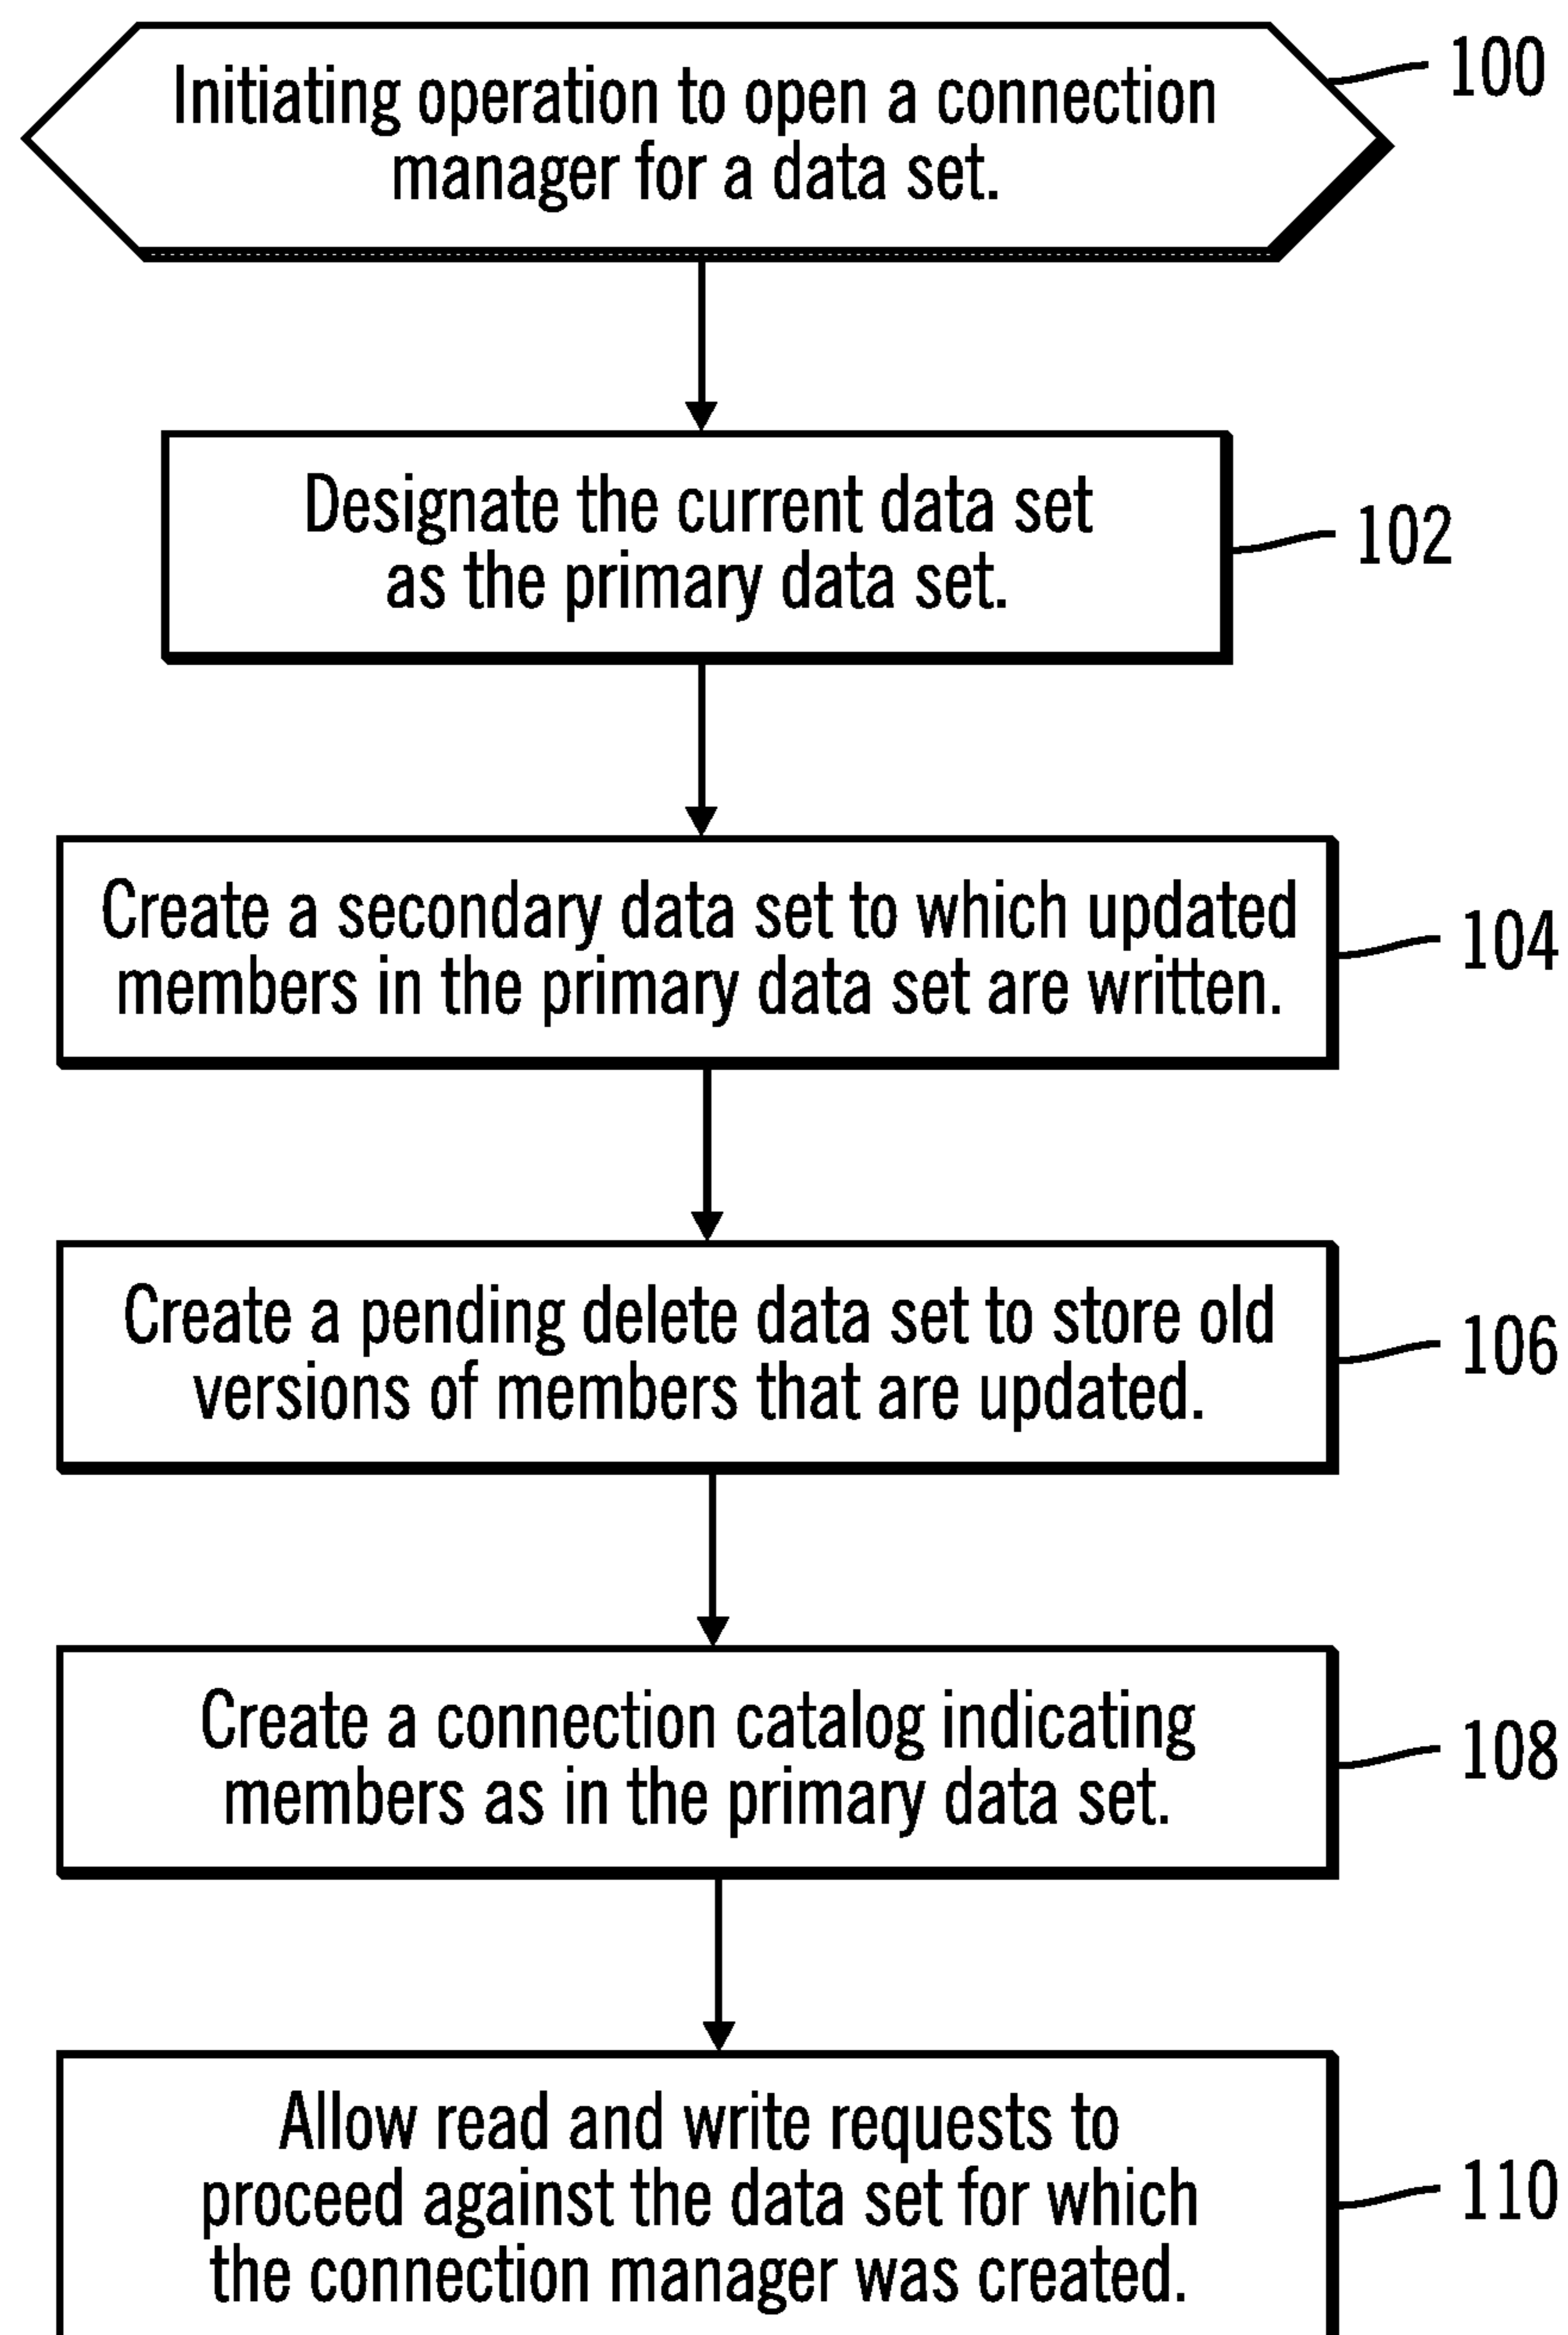 Initiating operation to open a connection
manager for a data set.
100
Designate the current data set
as the primary data set.
102
Create a secondary data set to which updated
members in the primary data set are written.
104
Create a pending delete data set to store old
versions of members that are updated.
106
Create a connection catalog indicating
members as in the primary data set.
108
Allow read and write requests to
proceed against the data set for which
the connection manager was created.
110